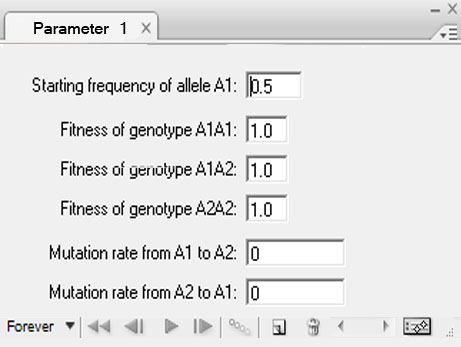 Parameter 1
Starting frequency of allele A1: 0.5
Fitness of genotype A1A1: 1.0
Fitness of genotype A1A2: 1.0
Fitness of genotype A2A2: 1.0
Mutation rate from A1 to A2: 0
Mutation rate from A2 to A1: 0
Forever